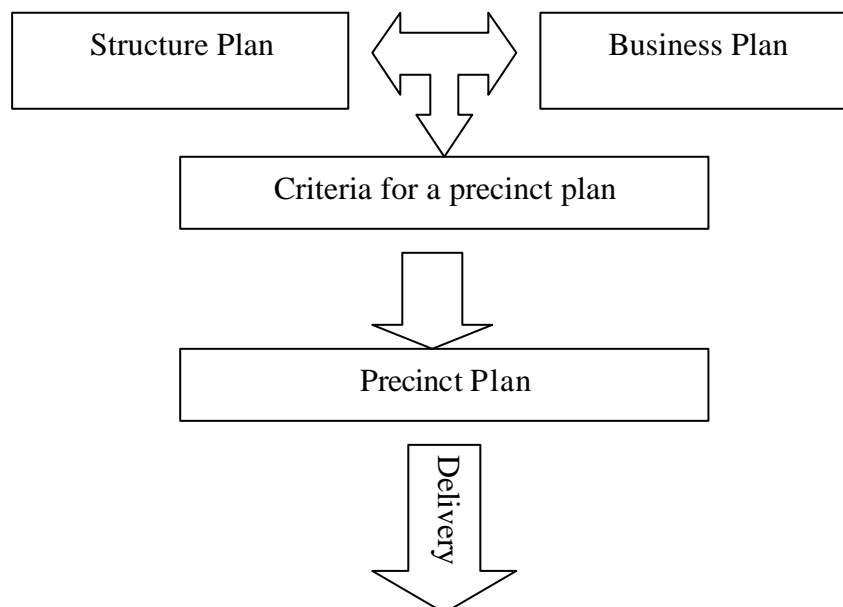 Structure Plan
Business Plan
Criteria for a precinct plan
Precinct Plan
Delivery